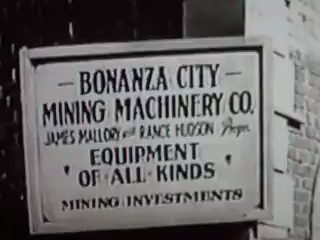 - BONANZA CITY -
MINING MACHINERY CO.
JAMES MALLORY and RANCE HUDSON Props.
EQUIPMENT
OF - ALL - KINDS
MINING INVESTMENTS